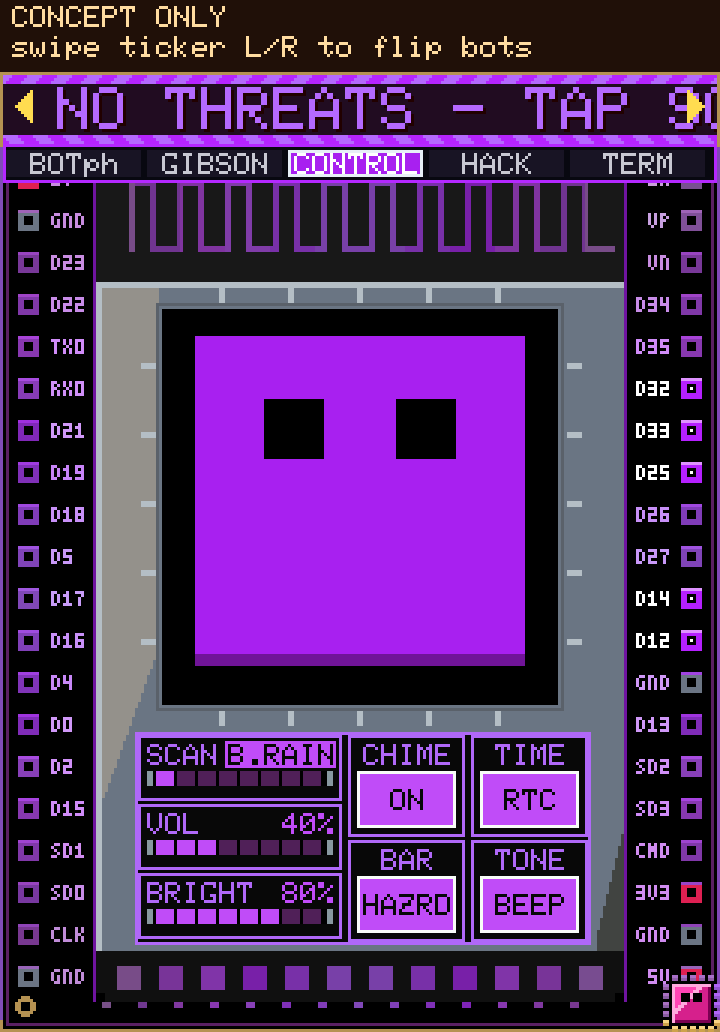 CONCEPT ONLY
swipe ticker L/R to flip bots
NO THREATS - TAP
BOTph GIBSON CONTROL HACK TERM
GND VP
D23 VN
D22 D34
TX0 D35
RX0 D32
D21 D33
D19 D25
D18 D26
D5 D27
D17 D14
D16 D12
D4 GND
D0 D13
D2 SD2
D15 SD3
SD1 CMD
SD0 3V3
CLK GND
GND 5V
SCAN B.RAIN
VOL 40%
BRIGHT 80%
CHIME
ON
TIME
RTC
BAR
HAZRD
TONE
BEEP